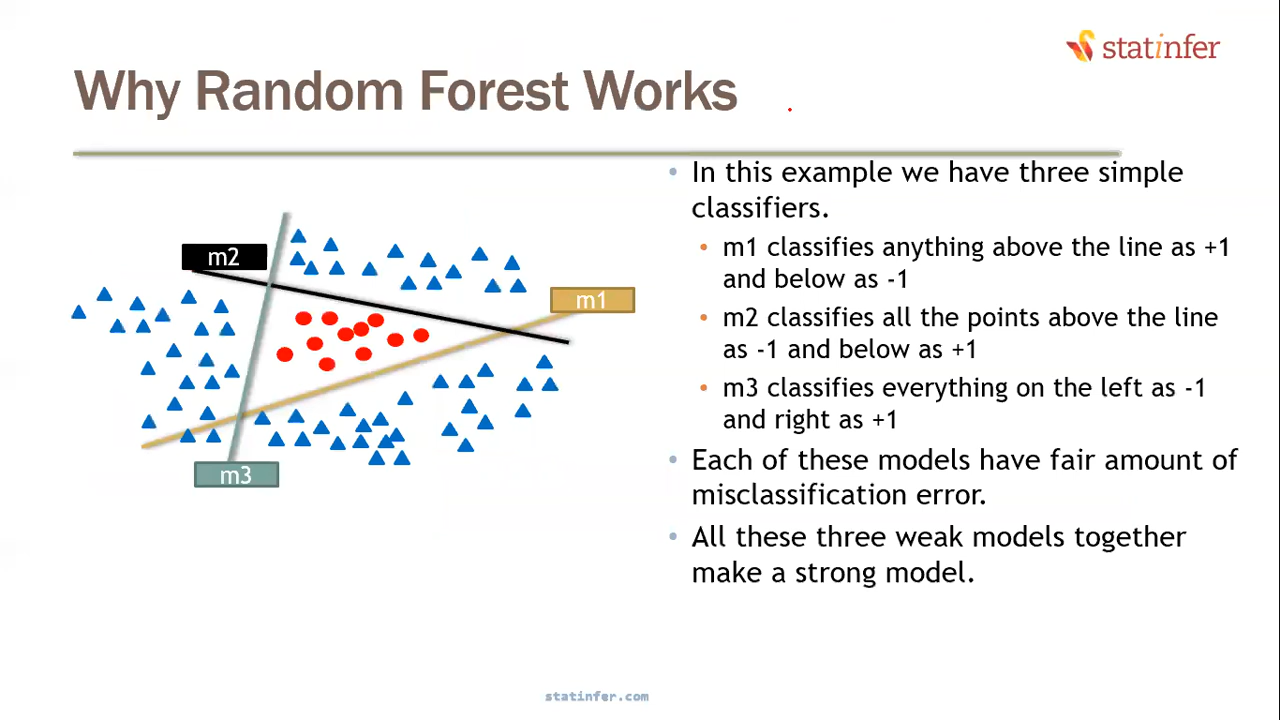 statinfer
Why Random Forest Works
In this example we have three simple
classifiers.
m1 classifies anything above the line as +1
and below as -1
m2 classifies all the points above the line
as -1 and below as +1
m3 classifies everything on the left as -1
and right as +1
Each of these models have fair amount of
misclassification error.
All these three weak models together
make a strong model.
m2
m1
m3
statinfer.com